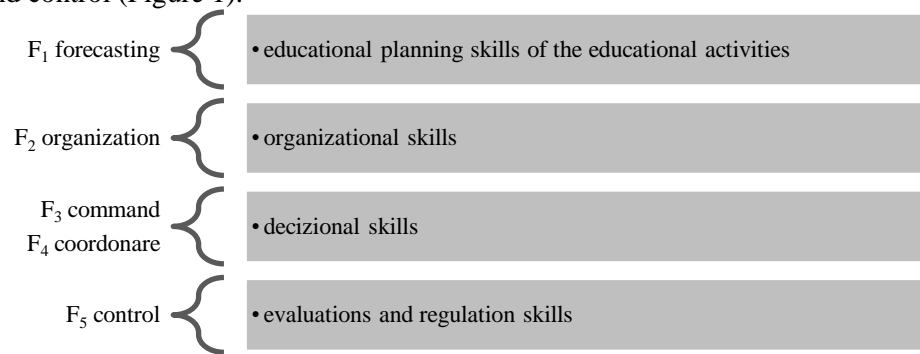 nd control (Figure 1).
F₁ forecasting
• educational planning skills of the educational activities
F₂ organization
• organizational skills
F₃ command
F₄ coordonare
• decizional skills
F₅ control
• evaluations and regulation skills